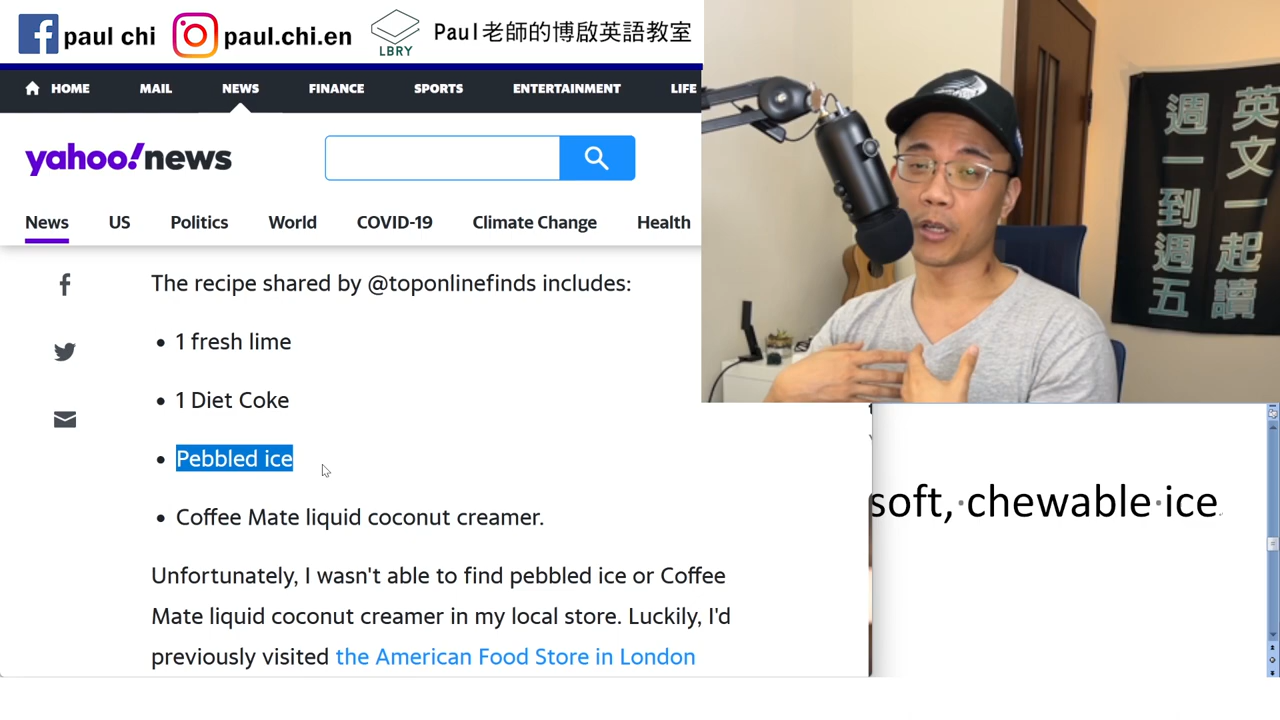 paul chi
paul.chi.en
LBRY
Paul老師的博啟英語教室
HOME
MAIL
NEWS
FINANCE
SPORTS
ENTERTAINMENT
LIFE
yahoo!news
News
US
Politics
World
COVID-19
Climate Change
Health
The recipe shared by @toponlinefinds includes:
• 1 fresh lime
• 1 Diet Coke
• Pebbled ice
• Coffee Mate liquid coconut creamer.
Unfortunately, I wasn't able to find pebbled ice or Coffee
Mate liquid coconut creamer in my local store. Luckily, I'd
previously visited the American Food Store in London
英文一起讀
週一到週五
soft, chewable ice